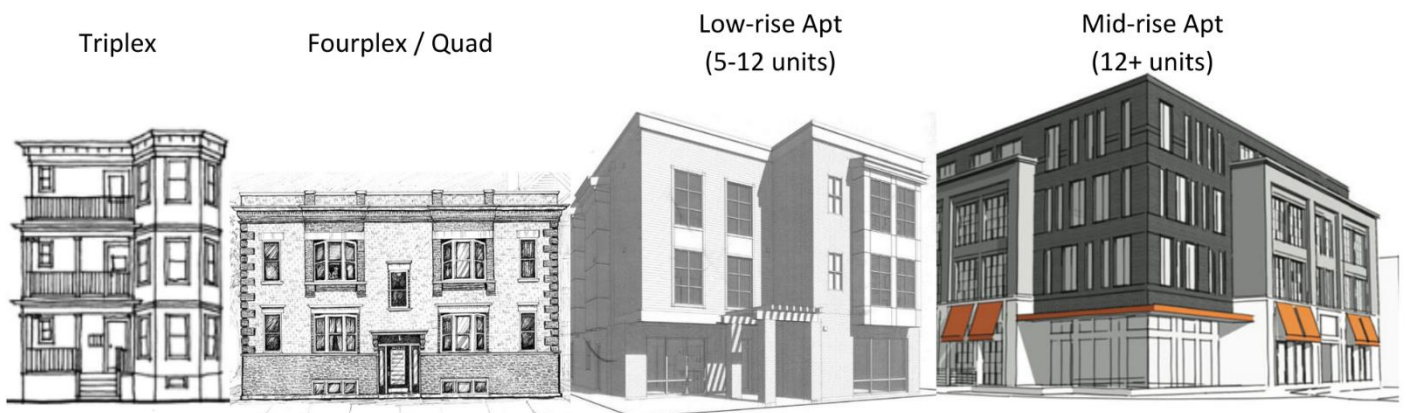 Triplex
Fourplex / Quad
Low-rise Apt
(5-12 units)
Mid-rise Apt
(12+ units)